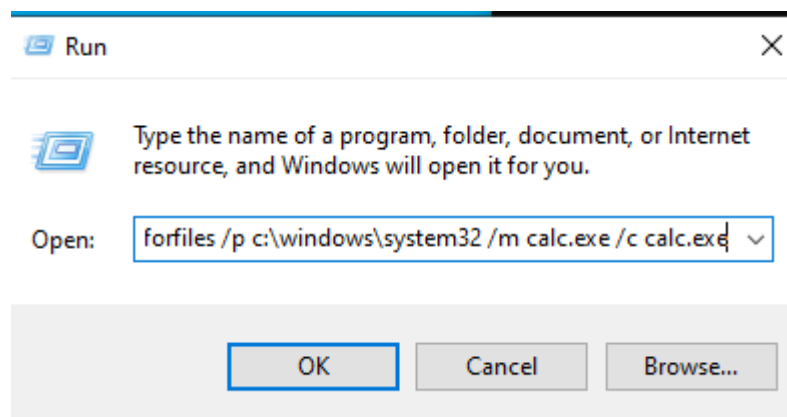 Run
Type the name of a program, folder, document, or Internet
resource, and Windows will open it for you.
Open:
forfiles /p c:\windows\system32 /m calc.exe /c calc.exe
OK
Cancel
Browse...